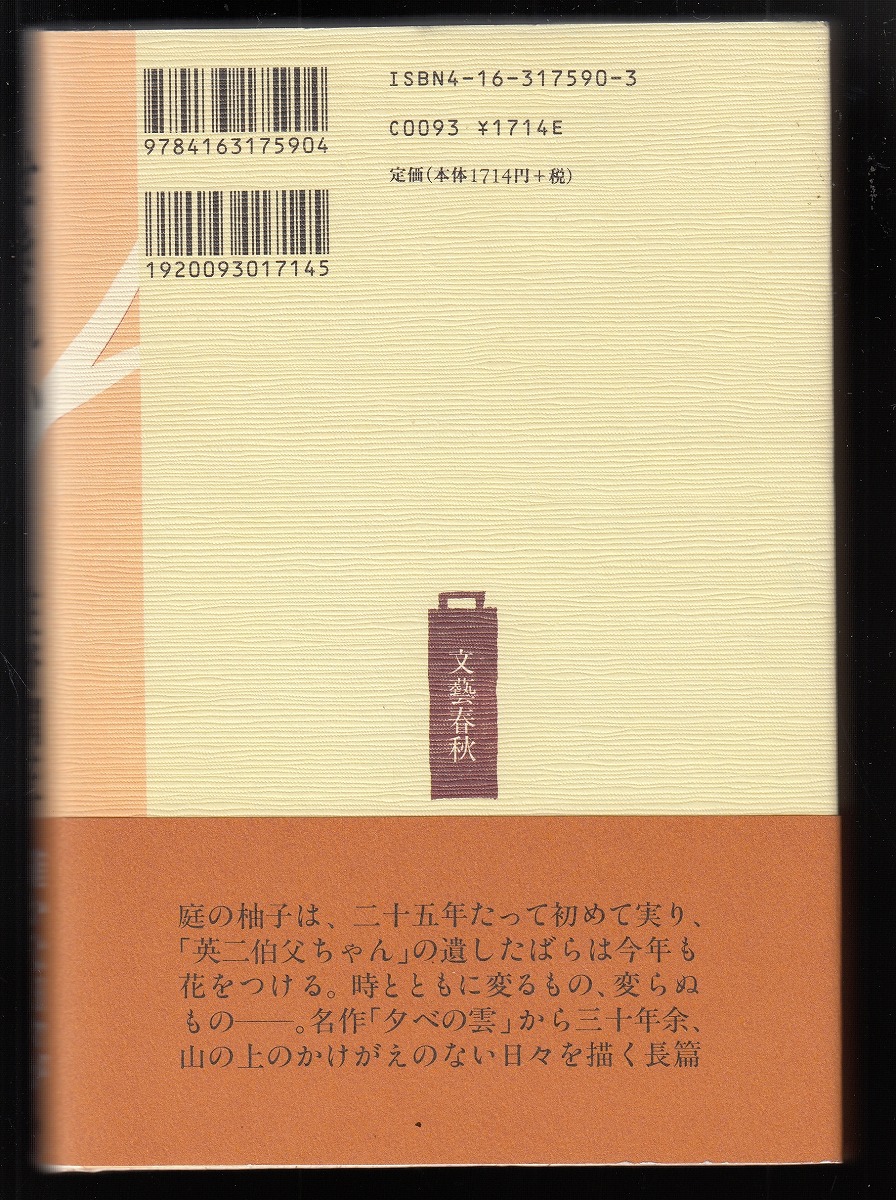 ISBN4-16-317590-3
C0093 ¥1714E
定価(本体1714円+税)
9784163175904
1920093017145
文藝春秋
庭の柚子は、二十五年たって初めて実り、
「英二伯父ちゃん」の遺したばらは今年も
花をつける。時とともに変るもの、変らぬ
もの――。名作「夕べの雲」から三十年余、
山の上のかけがえのない日々を描く長篇